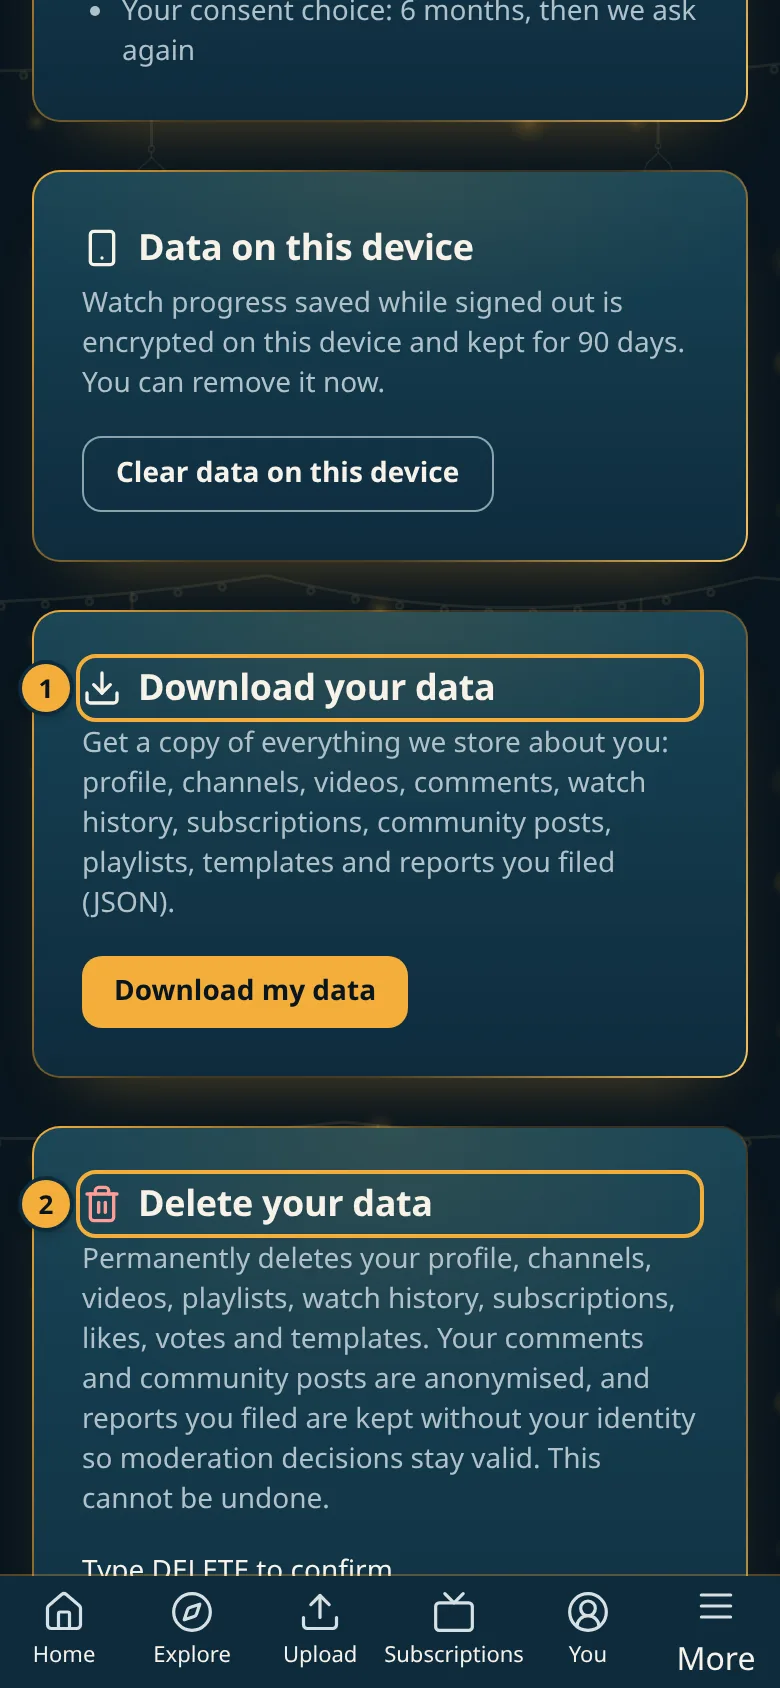 • Your consent choice: 6 months, then we ask
again
Data on this device
Watch progress saved while signed out is
encrypted on this device and kept for 90 days.
You can remove it now.
Clear data on this device
1
Download your data
Get a copy of everything we store about you:
profile, channels, videos, comments, watch
history, subscriptions, community posts,
playlists, templates and reports you filed
(JSON).
Download my data
2
Delete your data
Permanently deletes your profile, channels,
videos, playlists, watch history, subscriptions,
likes, votes and templates. Your comments
and community posts are anonymised, and
reports you filed are kept without your identity
so moderation decisions stay valid. This
cannot be undone.
Type DELETE to confirm
Home
Explore
Upload
Subscriptions
You
More